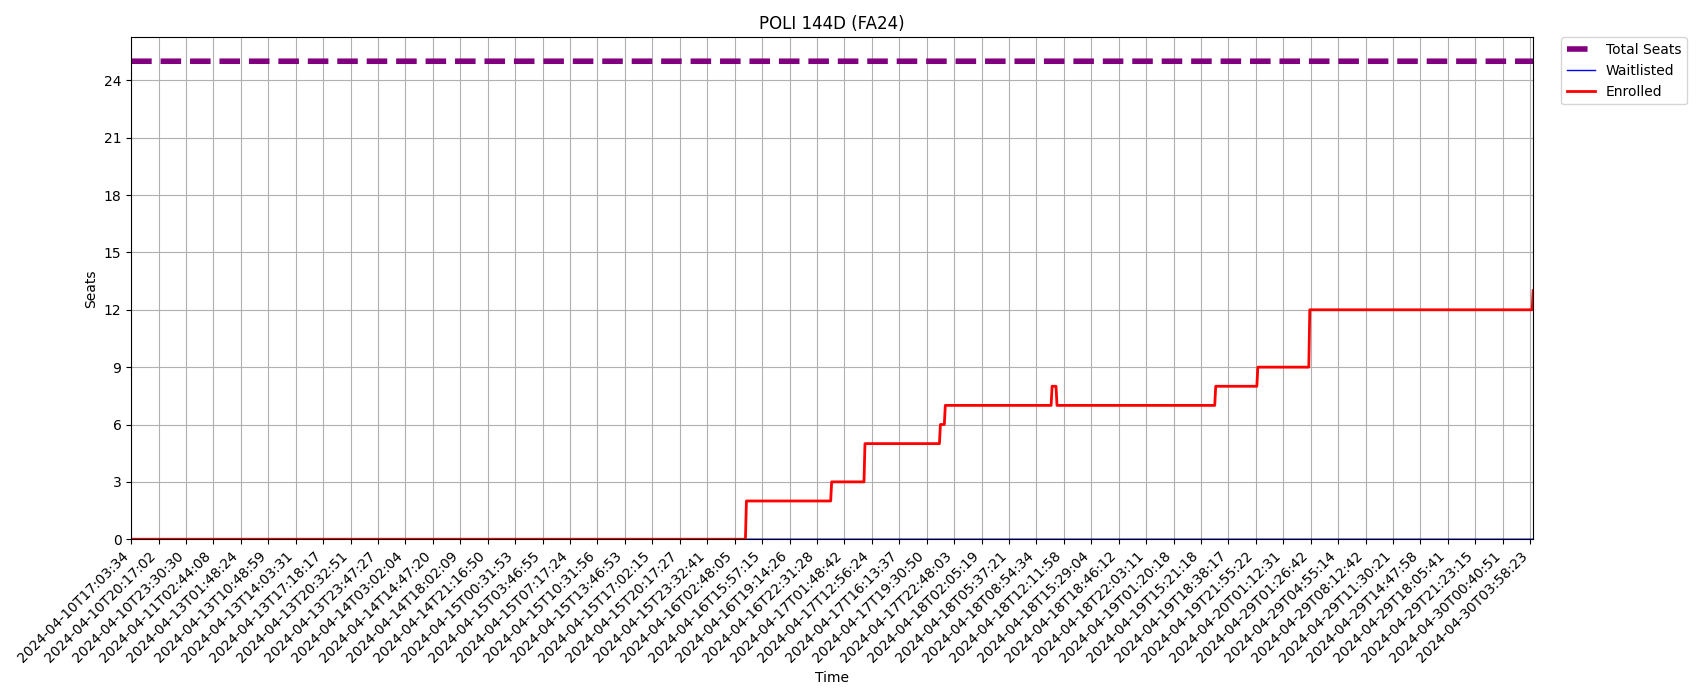 POLI 144D (FA24)
Total Seats
Waitlisted
Enrolled
24
21
18
15
12
9
6
3
0
Seats
2024-04-10T17:03:34
2024-04-10T20:17:02
2024-04-10T23:30:30
2024-04-11T02:44:08
2024-04-13T01:48:24
2024-04-13T10:48:59
2024-04-13T14:03:31
2024-04-13T17:18:17
2024-04-13T20:32:51
2024-04-13T23:47:27
2024-04-14T03:02:04
2024-04-14T14:47:20
2024-04-14T18:02:09
2024-04-14T21:16:50
2024-04-15T00:31:53
2024-04-15T03:46:55
2024-04-15T07:17:24
2024-04-15T10:31:56
2024-04-15T13:46:53
2024-04-15T17:02:15
2024-04-15T20:17:27
2024-04-15T23:32:41
2024-04-16T02:48:05
2024-04-16T15:57:15
2024-04-16T19:14:26
2024-04-16T22:31:28
2024-04-17T01:48:42
2024-04-17T12:56:24
2024-04-17T16:13:37
2024-04-17T19:30:50
2024-04-17T22:48:03
2024-04-18T02:05:19
2024-04-18T05:37:21
2024-04-18T08:54:34
2024-04-18T12:11:58
2024-04-18T15:29:04
2024-04-18T18:46:12
2024-04-18T22:03:11
2024-04-19T01:20:18
2024-04-19T15:21:18
2024-04-19T18:38:17
2024-04-19T21:55:22
2024-04-20T01:12:31
2024-04-29T01:26:42
2024-04-29T04:55:14
2024-04-29T08:12:42
2024-04-29T11:30:21
2024-04-29T14:47:58
2024-04-29T18:05:41
2024-04-29T21:23:15
2024-04-30T00:40:51
2024-04-30T03:58:23
Time